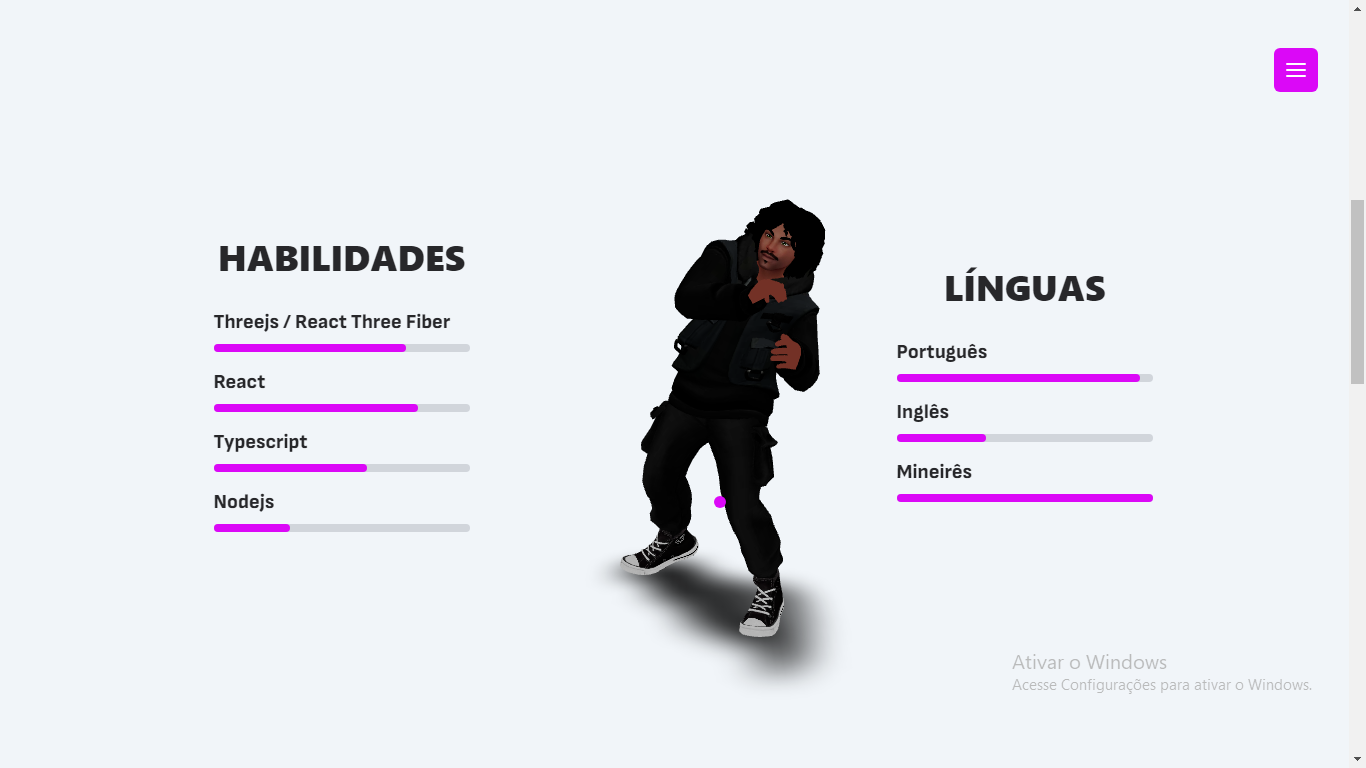 HABILIDADES
Threejs / React Three Fiber
React
Typescript
Nodejs
LÍNGUAS
Português
Inglês
Mineirês
Ativar o Windows
Acesse Configurações para ativar o Windows.